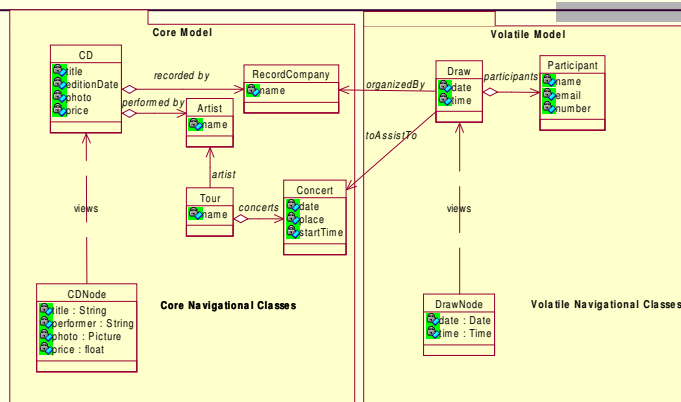 Core Model
Volatile Model
CD
title
editionDate
photo
price
recorded by
performed by
RecordCompany
name
Artist
name
artist
Tour
name
concerts
Concert
date
place
startTime
organizedBy
toAssistTo
Draw
date
time
participants
Participant
name
email
number
views
views
CDNode
title : String
performer : String
photo : Picture
price : float
Core Navigational Classes
DrawNode
date : Date
time : Time
Volatile Navigational Classes